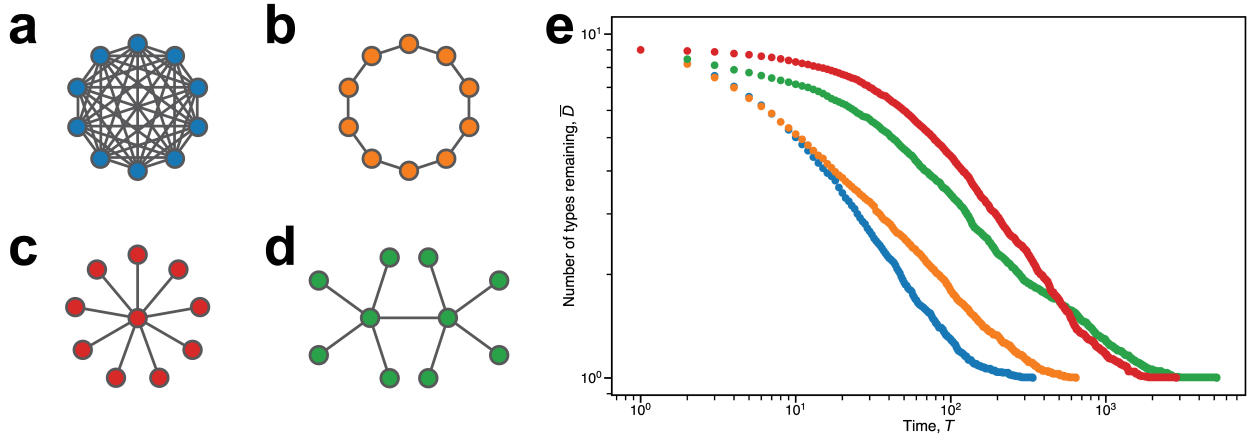 a
b
c
d
e
Number of types remaining, D̅
10¹
10⁰
10⁰
10¹
10²
10³
Time, T